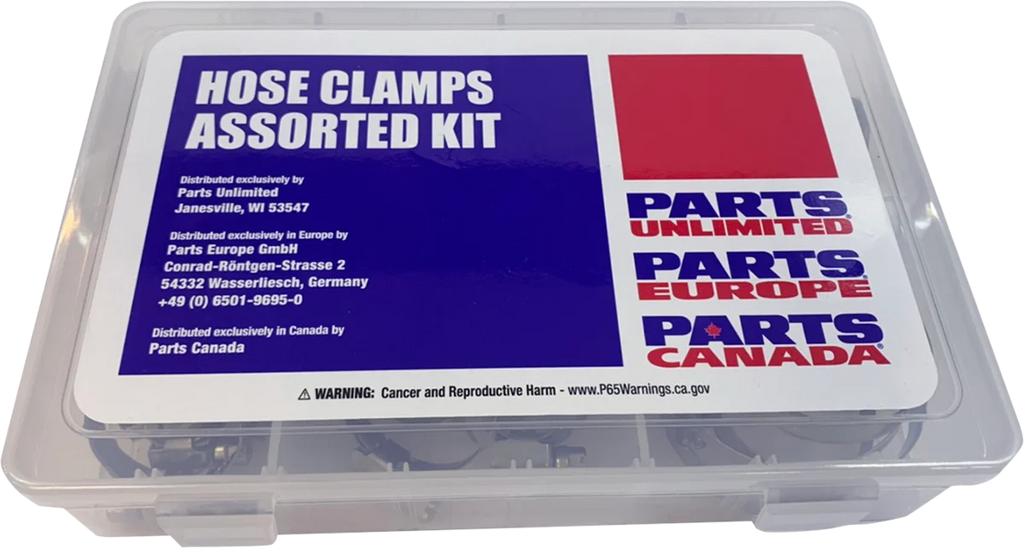 HOSE CLAMPS
ASSORTED KIT
Distributed exclusively by
Parts Unlimited
Janesville, WI 53547
Distributed exclusively in Europe by
Parts Europe GmbH
Conrad-Röntgen-Strasse 2
54332 Wasserliesch, Germany
+49 (0) 6501-9695-0
Distributed exclusively in Canada by
Parts Canada
PARTS
UNLIMITED®
PARTS
EUROPE®
PARTS
CANADA®
⚠ WARNING: Cancer and Reproductive Harm - www.P65Warnings.ca.gov